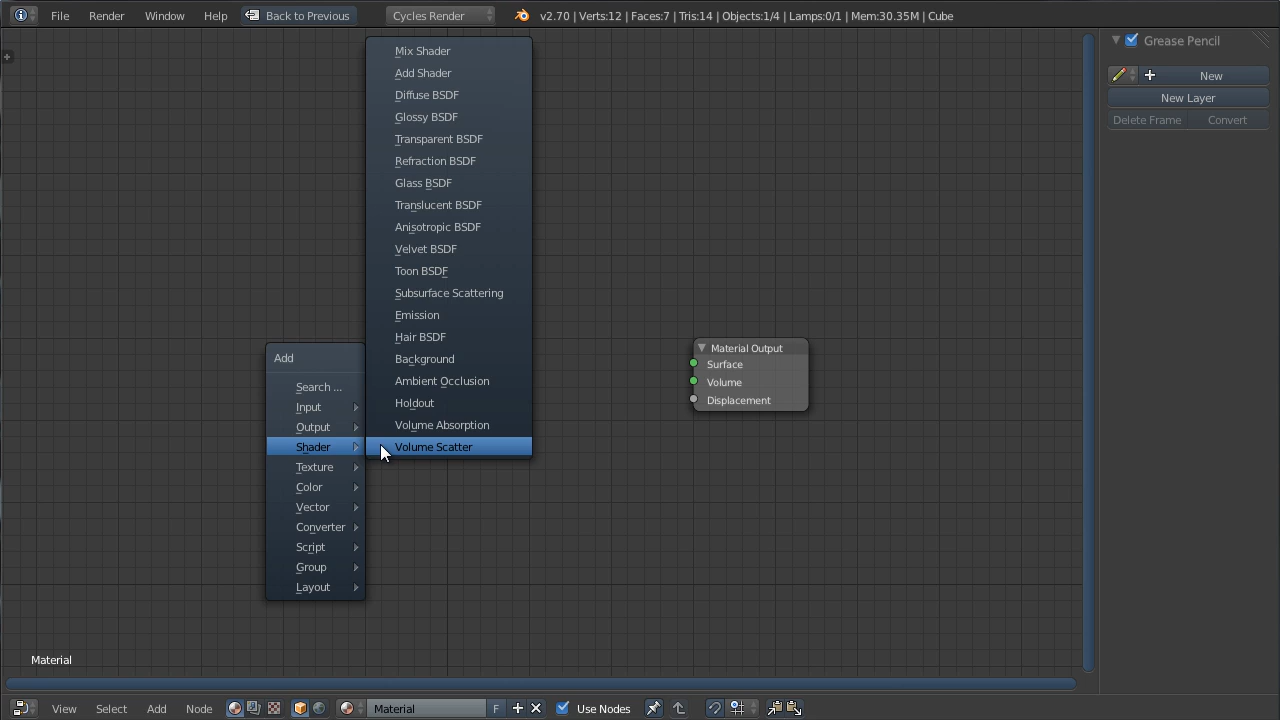 File Render Window Help Back to Previous Cycles Render v2.70 | Verts:12 | Faces:7 | Tris:14 | Objects:1/4 | Lamps:0/1 | Mem:30.35M | Cube
Grease Pencil
New
New Layer
Delete Frame Convert
Mix Shader
Add Shader
Diffuse BSDF
Glossy BSDF
Transparent BSDF
Refraction BSDF
Glass BSDF
Translucent BSDF
Anisotropic BSDF
Velvet BSDF
Toon BSDF
Subsurface Scattering
Emission
Hair BSDF
Background
Ambient Occlusion
Holdout
Volume Absorption
Volume Scatter
Add
Search ...
Input
Output
Shader
Texture
Color
Vector
Converter
Script
Group
Layout
Material Output
Surface
Volume
Displacement
Material
View Select Add Node Material F Use Nodes